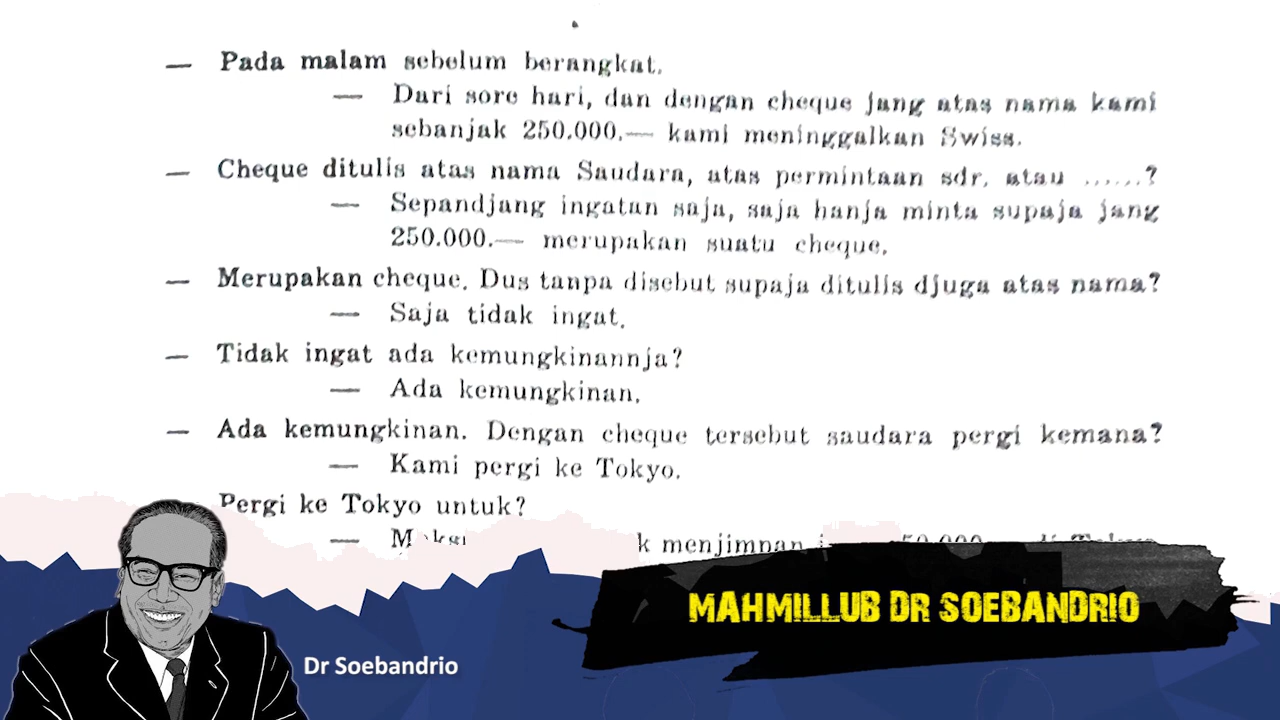 — Pada malam sebelum berangkat.
— Dari sore hari, dan dengan cheque jang atas nama kami
sebanjak 250.000.— kami meninggalkan Swiss.
— Cheque ditulis atas nama Saudara, atas permintaan sdr. atau ......?
— Sepandjang ingatan saja, saja hanja minta supaja jang
250.000.— merupakan suatu cheque.
— Merupakan cheque. Dus tanpa disebut supaja ditulis djuga atas nama?
— Saja tidak ingat.
— Tidak ingat ada kemungkinannja?
— Ada kemungkinan.
— Ada kemungkinan. Dengan cheque tersebut saudara pergi kemana?
— Kami pergi ke Tokyo.
Pergi ke Tokyo untuk?
— menjimpan
MAHMILLUB DR SOEBANDRIO
Dr Soebandrio